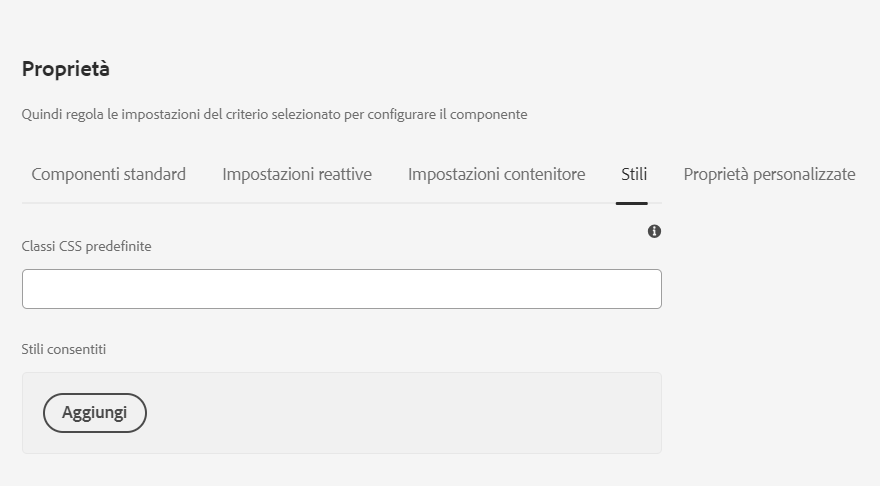 Proprietà
Quindi regola le impostazioni del criterio selezionato per configurare il componente
Componenti standard Impostazioni reattive Impostazioni contenitore Stili Proprietà personalizzate
Classi CSS predefinite
Stili consentiti
Aggiungi